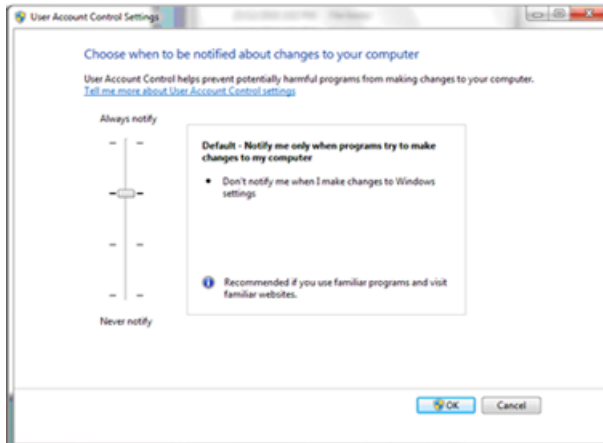 User Account Control Settings
Choose when to be notified about changes to your computer
User Account Control helps prevent potentially harmful programs from making changes to your computer.
Tell me more about User Account Control settings
Always notify
Default - Notify me only when programs try to make
changes to my computer
• Don't notify me when I make changes to Windows
settings
Recommended if you use familiar programs and visit
familiar websites.
Never notify
OK Cancel